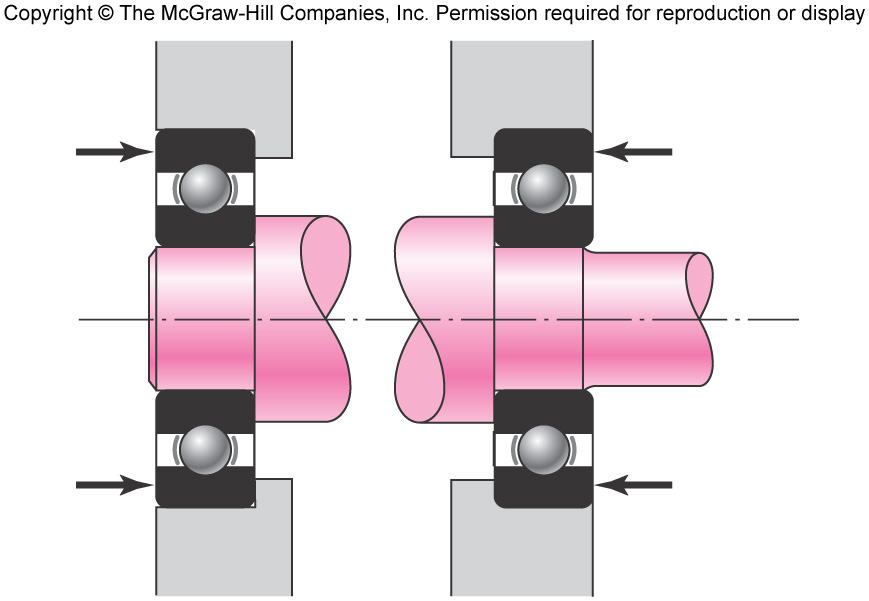 Copyright © The McGraw-Hill Companies, Inc. Permission required for reproduction or display